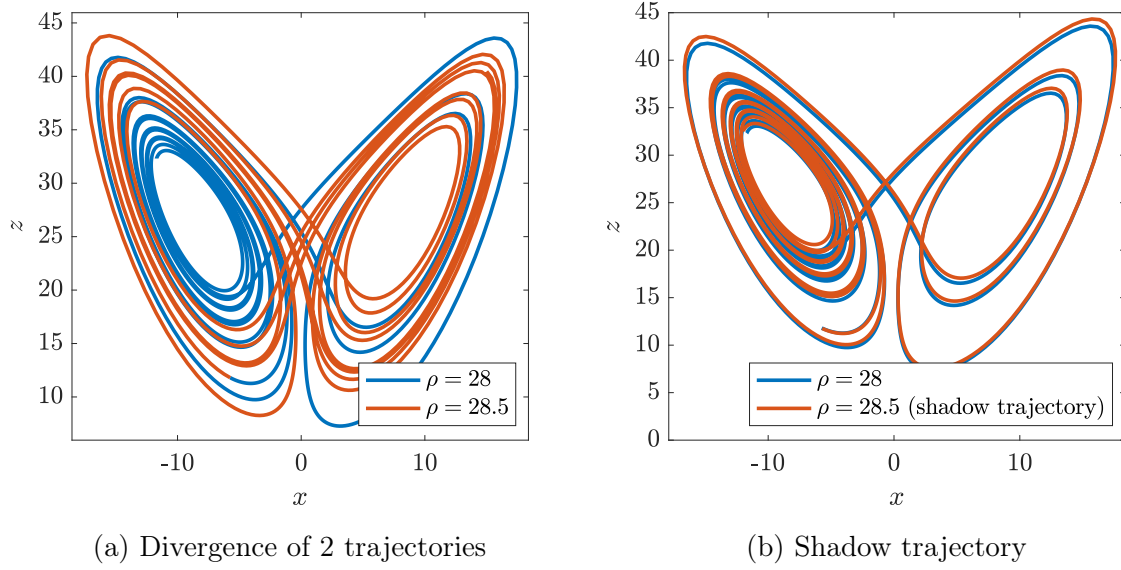 45
40
35
30
25
20
15
10
z
-10
0
10
x
ρ = 28
ρ = 28.5
(a) Divergence of 2 trajectories
45
40
35
30
25
20
15
10
5
0
z
-10
0
10
x
ρ = 28
ρ = 28.5 (shadow trajectory)
(b) Shadow trajectory